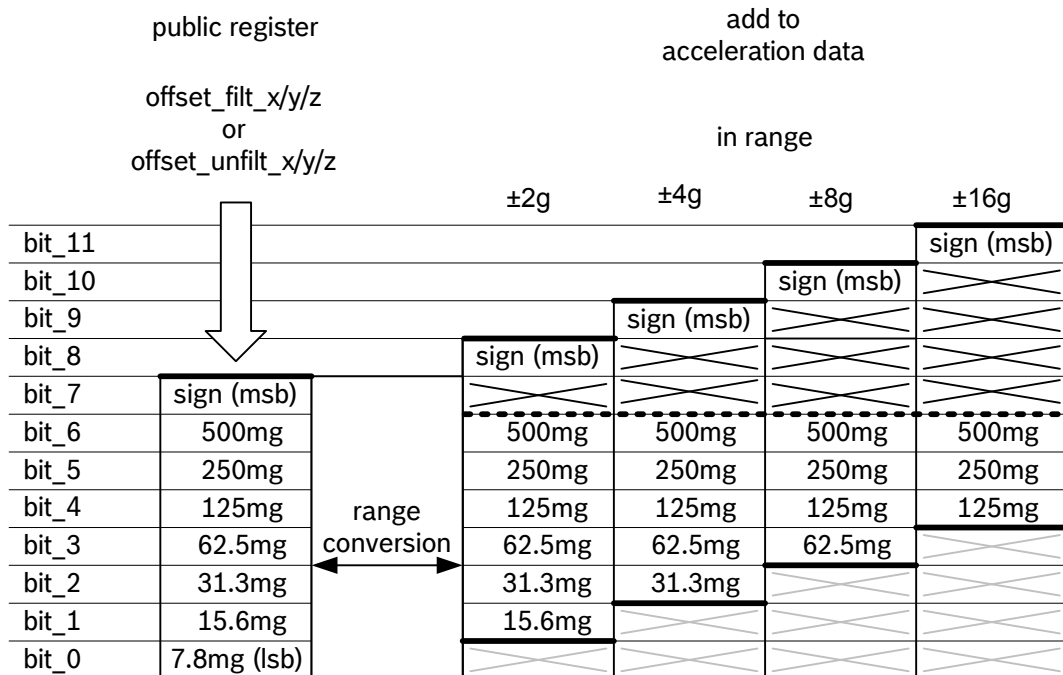 public register
add to
acceleration data
offset_filt_x/y/z
or
offset_unfilt_x/y/z
in range
±2g ±4g ±8g ±16g
bit_11 sign (msb)
bit_10 sign (msb)
bit_9 sign (msb)
bit_8 sign (msb)
bit_7 sign (msb)
bit_6 500mg 500mg 500mg 500mg 500mg
bit_5 250mg 250mg 250mg 250mg 250mg
bit_4 125mg 125mg 125mg 125mg 125mg
range
conversion
bit_3 62.5mg 62.5mg 62.5mg 62.5mg
bit_2 31.3mg 31.3mg 31.3mg
bit_1 15.6mg 15.6mg
bit_0 7.8mg (lsb)